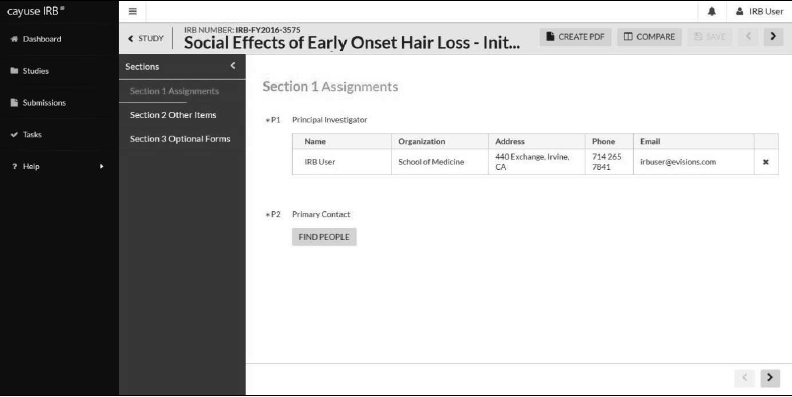 cayuse IRB
IRB User
Dashboard
Studies
Submissions
Tasks
? Help
STUDY
IRB NUMBER: IRB-FY2016-3575
Social Effects of Early Onset Hair Loss - Init...
CREATE PDF
COMPARE
SAVE
Sections
Section 1 Assignments
Section 2 Other Items
Section 3 Optional Forms
Section 1 Assignments
*P1 Principal Investigator
Name Organization Address Phone Email
IRB User School of Medicine 440 Exchange, Irvine, CA 714 265 7841 irbuser@evisions.com
*P2 Primary Contact
FIND PEOPLE